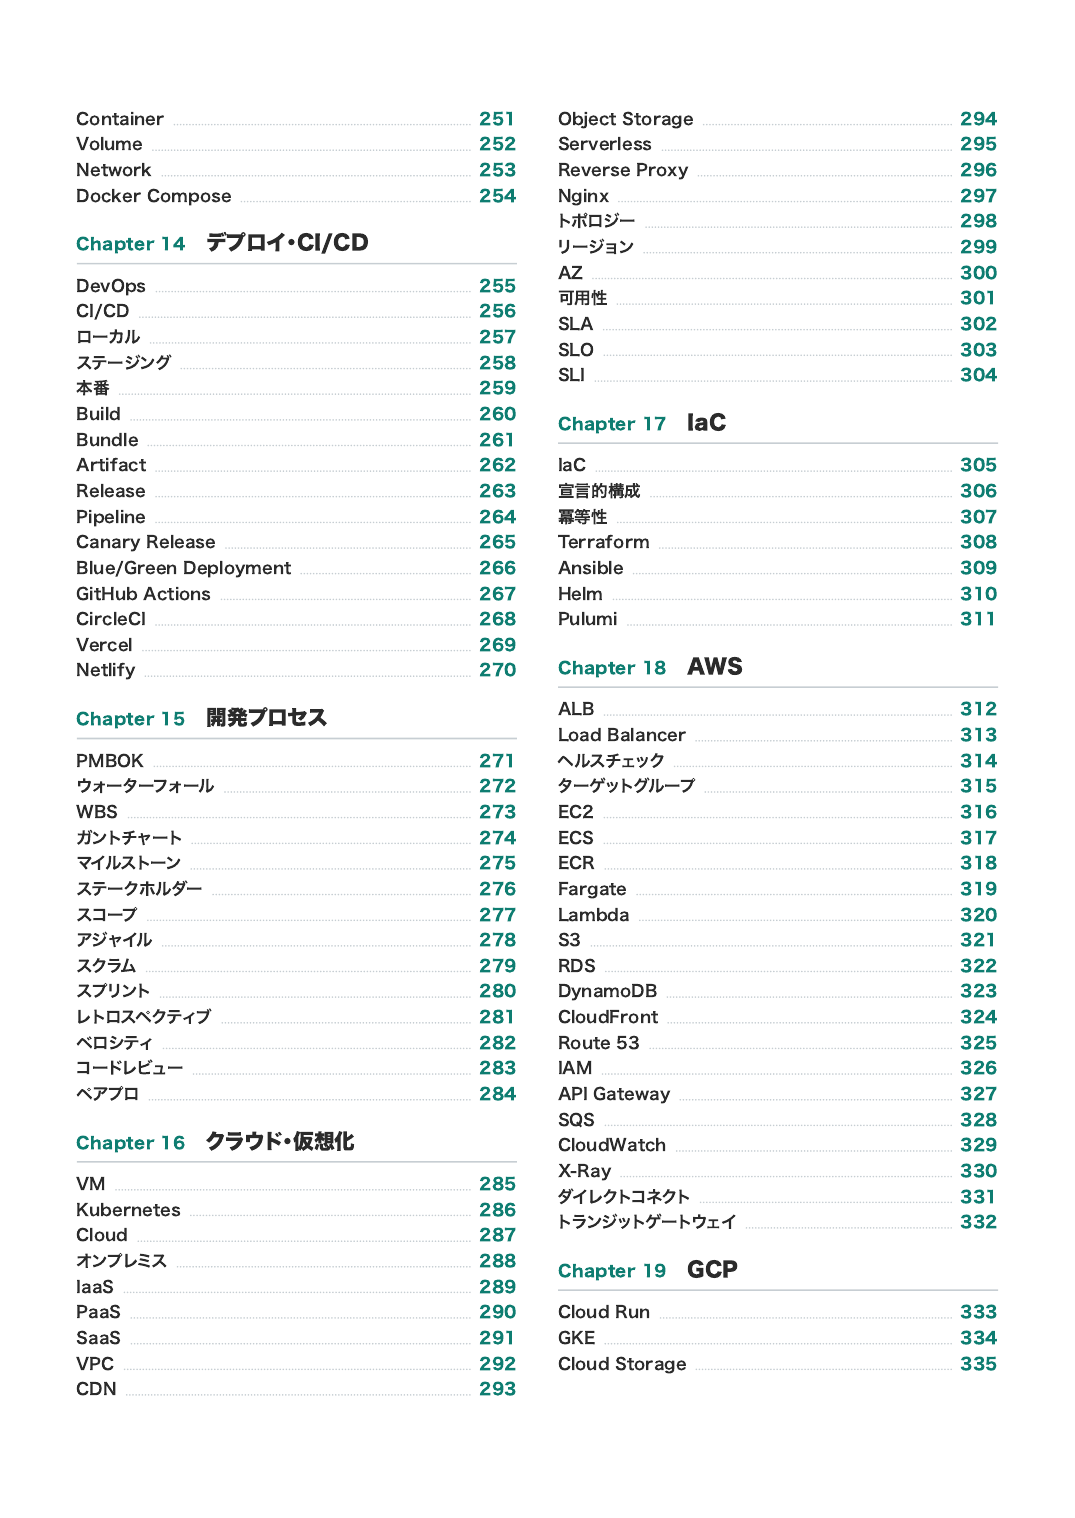 Container 251
Volume 252
Network 253
Docker Compose 254
Chapter 14 デプロイ・CI/CD
DevOps 255
CI/CD 256
ローカル 257
ステージング 258
本番 259
Build 260
Bundle 261
Artifact 262
Release 263
Pipeline 264
Canary Release 265
Blue/Green Deployment 266
GitHub Actions 267
CircleCI 268
Vercel 269
Netlify 270
Chapter 15 開発プロセス
PMBOK 271
ウォーターフォール 272
WBS 273
ガントチャート 274
マイルストーン 275
ステークホルダー 276
スコープ 277
アジャイル 278
スクラム 279
スプリント 280
レトロスペクティブ 281
ベロシティ 282
コードレビュー 283
ペアプロ 284
Chapter 16 クラウド・仮想化
VM 285
Kubernetes 286
Cloud 287
オンプレミス 288
IaaS 289
PaaS 290
SaaS 291
VPC 292
CDN 293
Object Storage 294
Serverless 295
Reverse Proxy 296
Nginx 297
トポロジー 298
リージョン 299
AZ 300
可用性 301
SLA 302
SLO 303
SLI 304
Chapter 17 IaC
IaC 305
宣言的構成 306
冪等性 307
Terraform 308
Ansible 309
Helm 310
Pulumi 311
Chapter 18 AWS
ALB 312
Load Balancer 313
ヘルスチェック 314
ターゲットグループ 315
EC2 316
ECS 317
ECR 318
Fargate 319
Lambda 320
S3 321
RDS 322
DynamoDB 323
CloudFront 324
Route 53 325
IAM 326
API Gateway 327
SQS 328
CloudWatch 329
X-Ray 330
ダイレクトコネクト 331
トランジットゲートウェイ 332
Chapter 19 GCP
Cloud Run 333
GKE 334
Cloud Storage 335